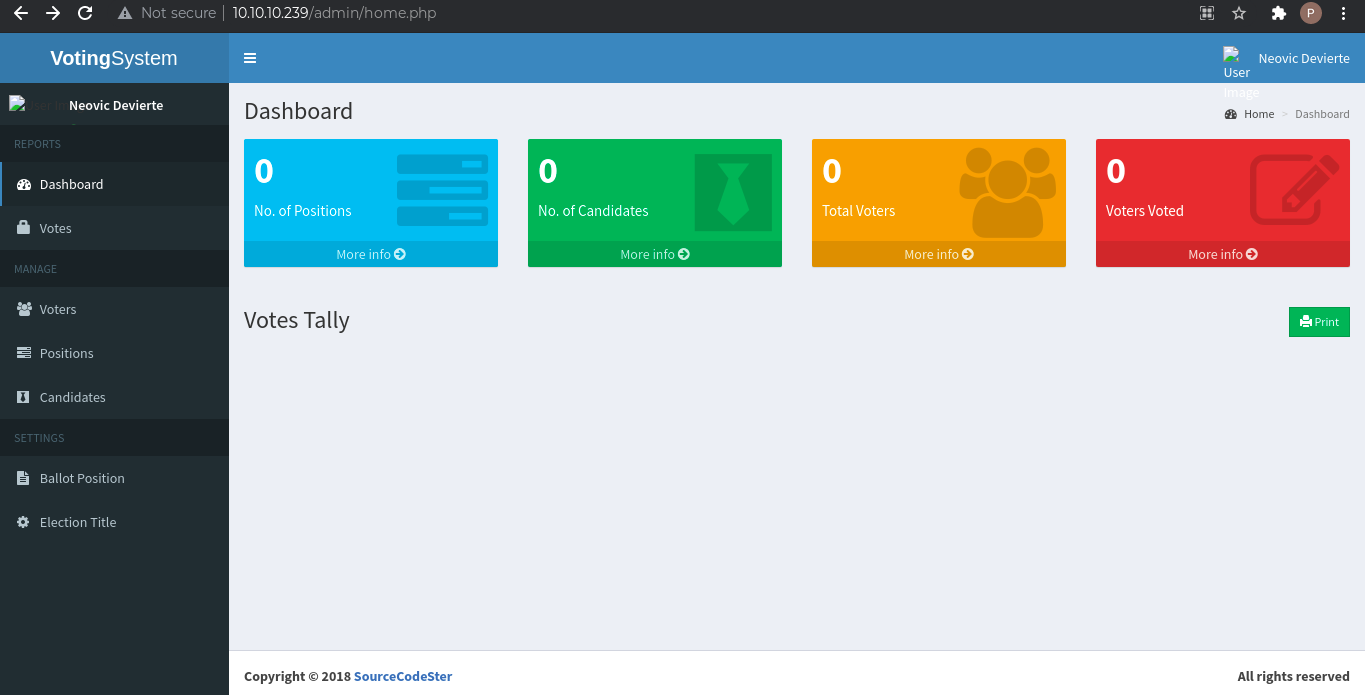 Not secure | 10.10.10.239/admin/home.php
P
VotingSystem
User Image
Neovic Devierte
Neovic Devierte
REPORTS
Dashboard
Votes
MANAGE
Voters
Positions
Candidates
SETTINGS
Ballot Position
Election Title
Dashboard
Home > Dashboard
0
No. of Positions
More info
0
No. of Candidates
More info
0
Total Voters
More info
0
Voters Voted
More info
Votes Tally
Print
Copyright © 2018 SourceCodeSter
All rights reserved